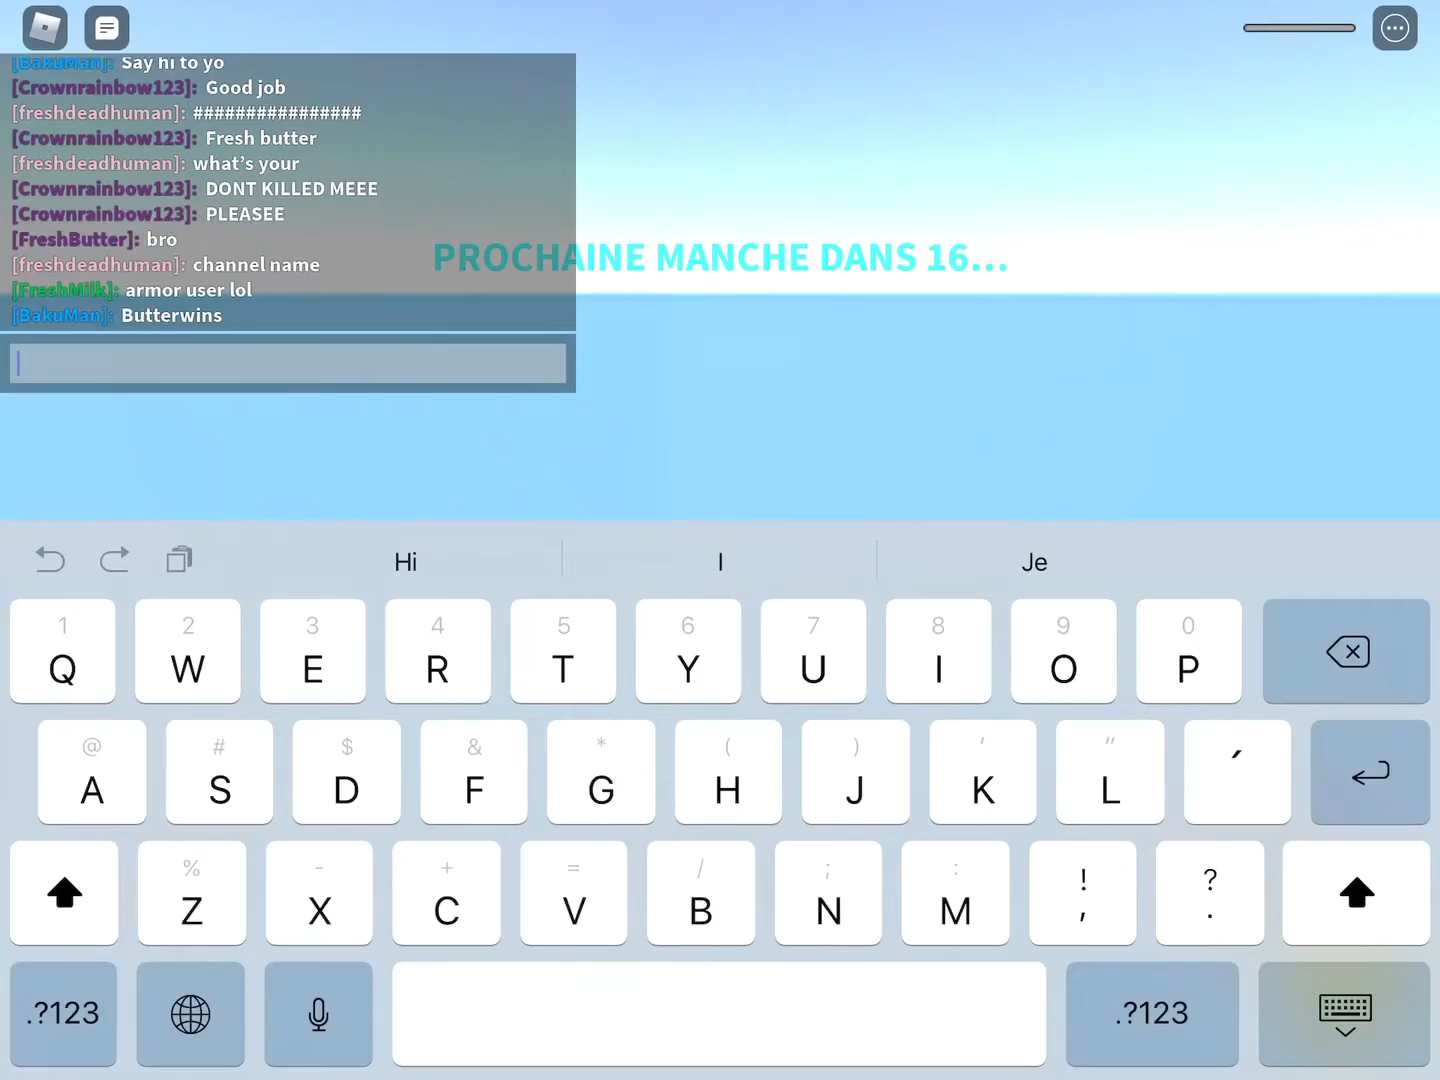 [BakuMan]: Say hi to yo
[Crownrainbow123]: Good job
[freshdeadhuman]: ################
[Crownrainbow123]: Fresh butter
[freshdeadhuman]: what’s your
[Crownrainbow123]: DONT KILLED MEEE
[Crownrainbow123]: PLEASEE
[FreshButter]: bro
[freshdeadhuman]: channel name
[FreshMilk]: armor user lol
[BakuMan]: Butterwins
PROCHAINE MANCHE DANS 16...
Hi I Je
1 2 3 4 5 6 7 8 9 0
Q W E R T Y U I O P
@ # $ & * ( ) ' "
A S D F G H J K L ´
% - + = / ; : ! ?
Z X C V B N M , .
.?123 .?123